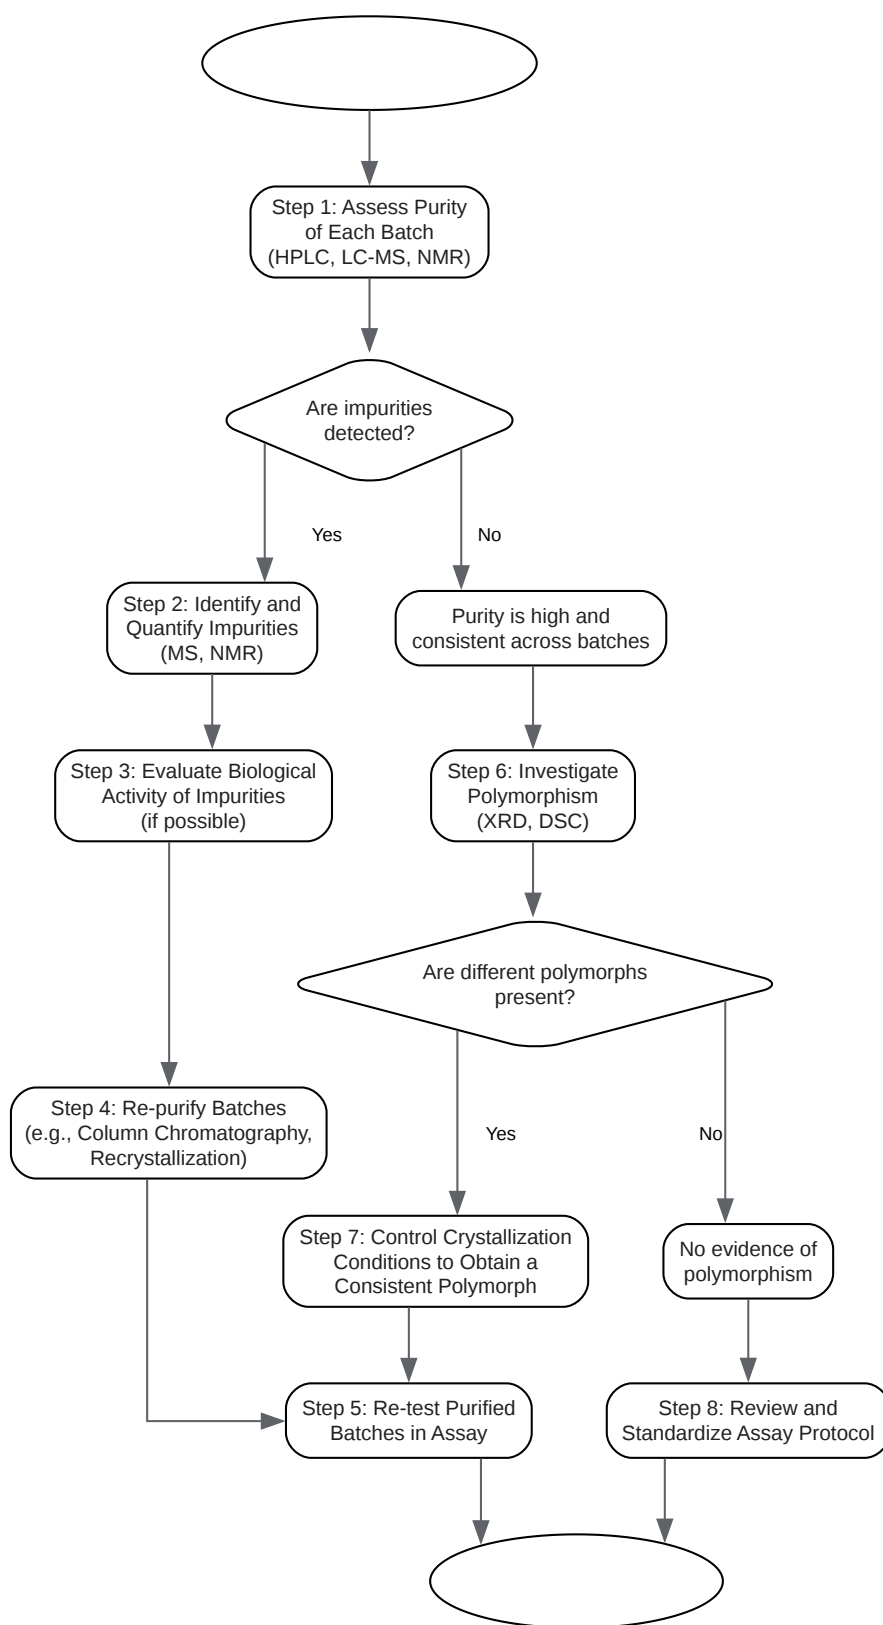 Step 1: Assess Purity
of Each Batch
(HPLC, LC-MS, NMR)
Are impurities
detected?
Yes
No
Step 2: Identify and
Quantify Impurities
(MS, NMR)
Purity is high and
consistent across batches
Step 3: Evaluate Biological
Activity of Impurities
(if possible)
Step 6: Investigate
Polymorphism
(XRD, DSC)
Are different polymorphs
present?
Step 4: Re-purify Batches
(e.g., Column Chromatography,
Recrystallization)
Yes
No
Step 7: Control Crystallization
Conditions to Obtain a
Consistent Polymorph
No evidence of
polymorphism
Step 5: Re-test Purified
Batches in Assay
Step 8: Review and
Standardize Assay Protocol